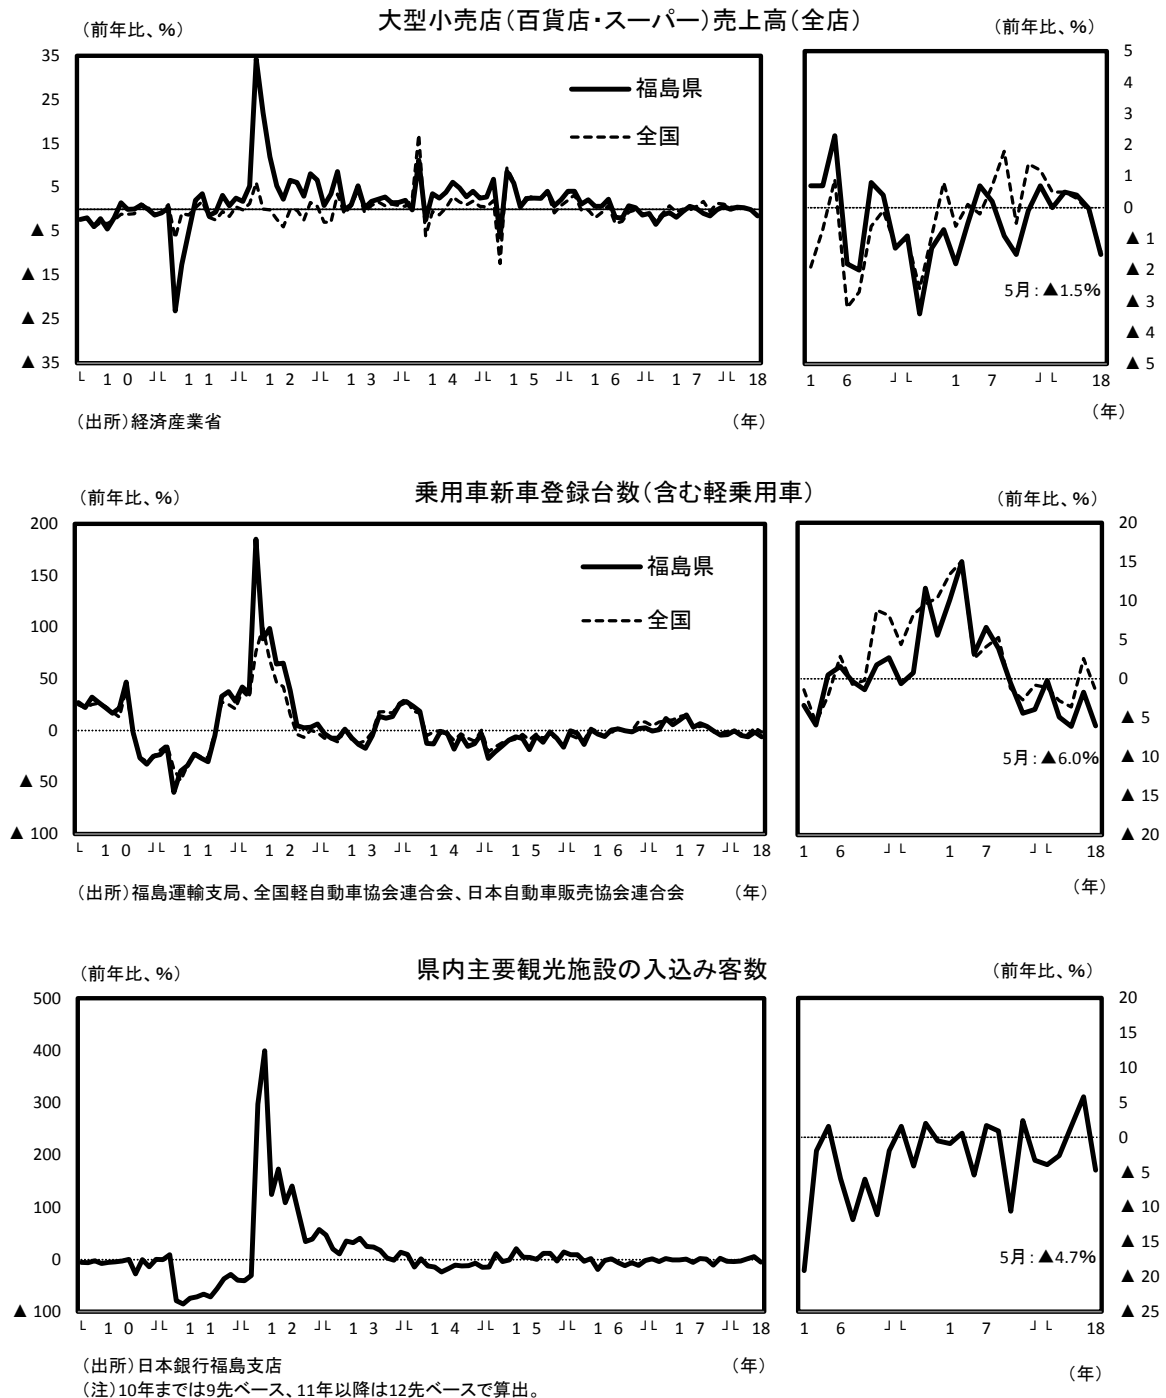 大型小売店（百貨店・スーパー）売上高（全店）
（前年比、%） （前年比、%）
35
25
15
5
▲ 5
▲ 15
▲ 25
▲ 35
福島県
全国
5
4
3
2
1
0
▲ 1
▲ 2
▲ 3
▲ 4
▲ 5
5月：▲1.5%
└ 10 ┘└ 11 ┘└ 12 ┘└ 13 ┘└ 14 ┘└ 15 ┘└ 16 ┘└ 17 ┘└ 18
1 6 ┘└ 1 7 ┘└ 18
（出所）経済産業省 （年） （年）
乗用車新車登録台数（含む軽乗用車）
（前年比、%） （前年比、%）
200
150
100
50
0
▲ 50
▲ 100
福島県
全国
20
15
10
5
0
▲ 5
▲ 10
▲ 15
▲ 20
5月：▲6.0%
└ 10 ┘└ 11 ┘└ 12 ┘└ 13 ┘└ 14 ┘└ 15 ┘└ 16 ┘└ 17 ┘└ 18
1 6 ┘└ 1 7 ┘└ 18
（出所）福島運輸支局、全国軽自動車協会連合会、日本自動車販売協会連合会 （年） （年）
県内主要観光施設の入込み客数
（前年比、%） （前年比、%）
500
400
300
200
100
0
▲ 100
20
15
10
5
0
▲ 5
▲ 10
▲ 15
▲ 20
▲ 25
5月：▲4.7%
└ 10 ┘└ 11 ┘└ 12 ┘└ 13 ┘└ 14 ┘└ 15 ┘└ 16 ┘└ 17 ┘└ 18
1 6 ┘└ 1 7 ┘└ 18
（出所）日本銀行福島支店 （年） （年）
（注）10年までは9先ベース、11年以降は12先ベースで算出。